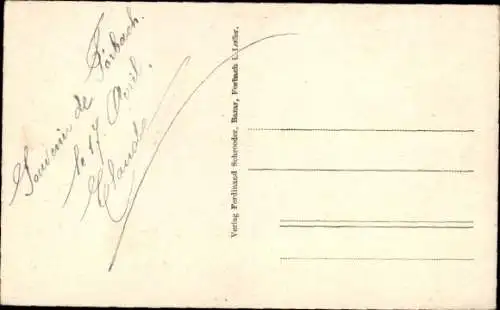 Souvenir de Forbach.
le 17 Avril.
Claude
Verlag Ferdinand Schroeder, Bazar, Forbach i. Lothr.